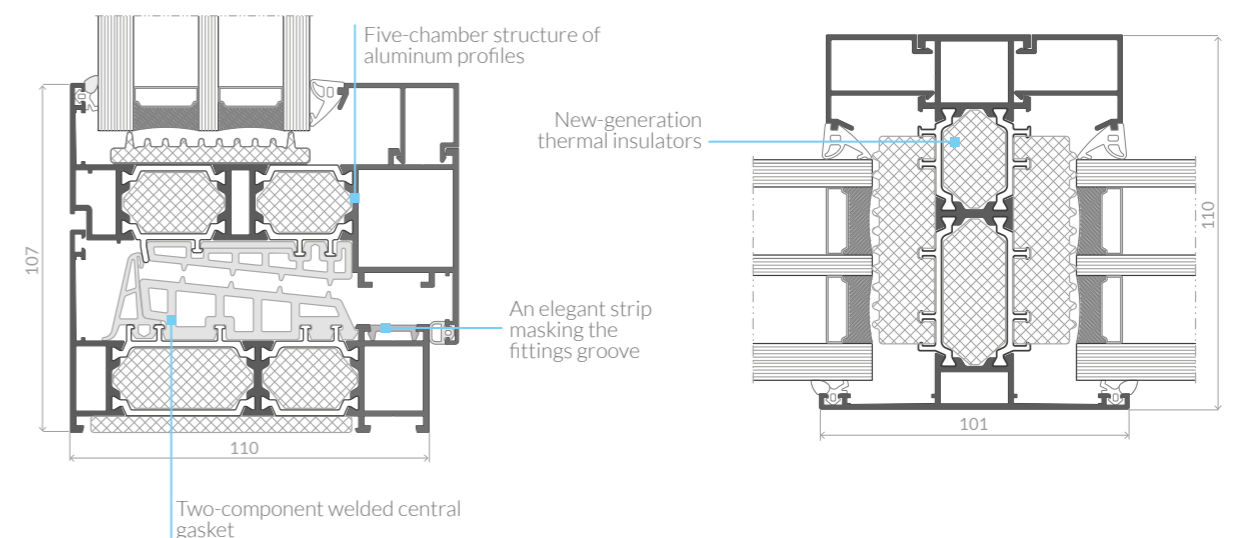 Five-chamber structure of
aluminum profiles
New-generation
thermal insulators
107
110
An elegant strip
masking the
fittings groove
101
110
Two-component welded central
gasket